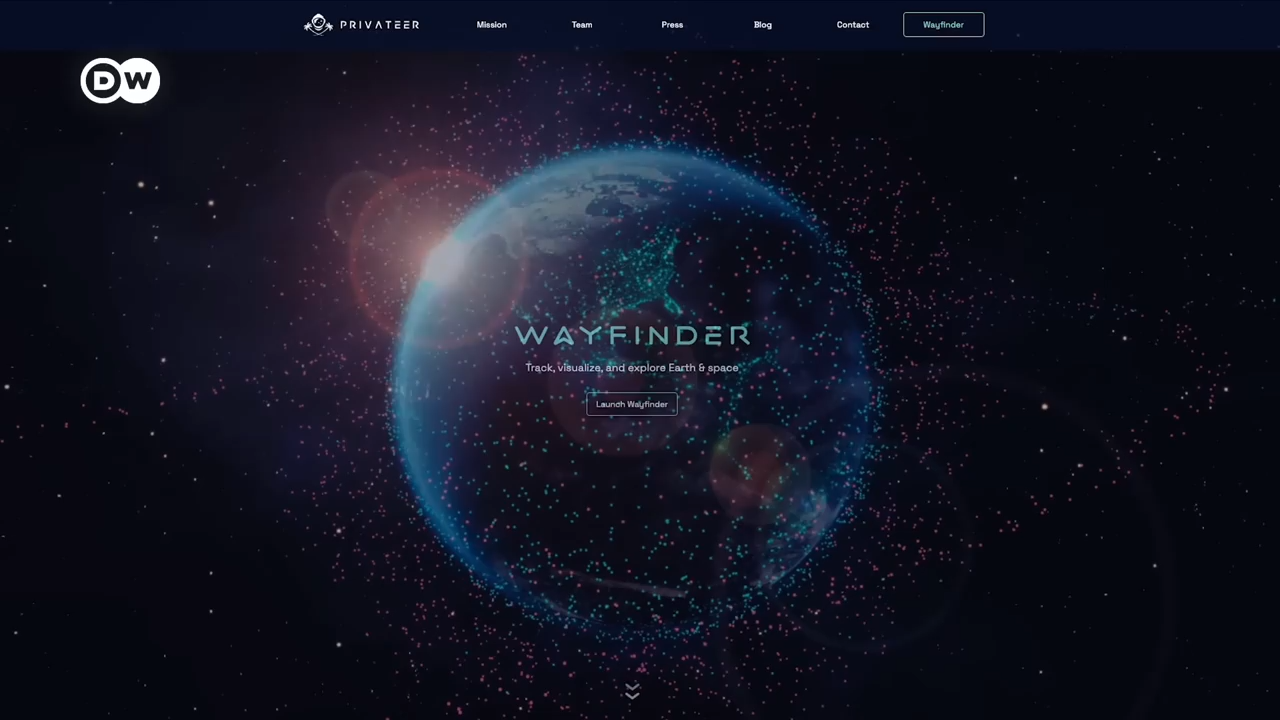 PRIVATEER
Mission
Team
Press
Blog
Contact
Wayfinder
DW
WAYFINDER
Track, visualize, and explore Earth & space
Launch Wayfinder